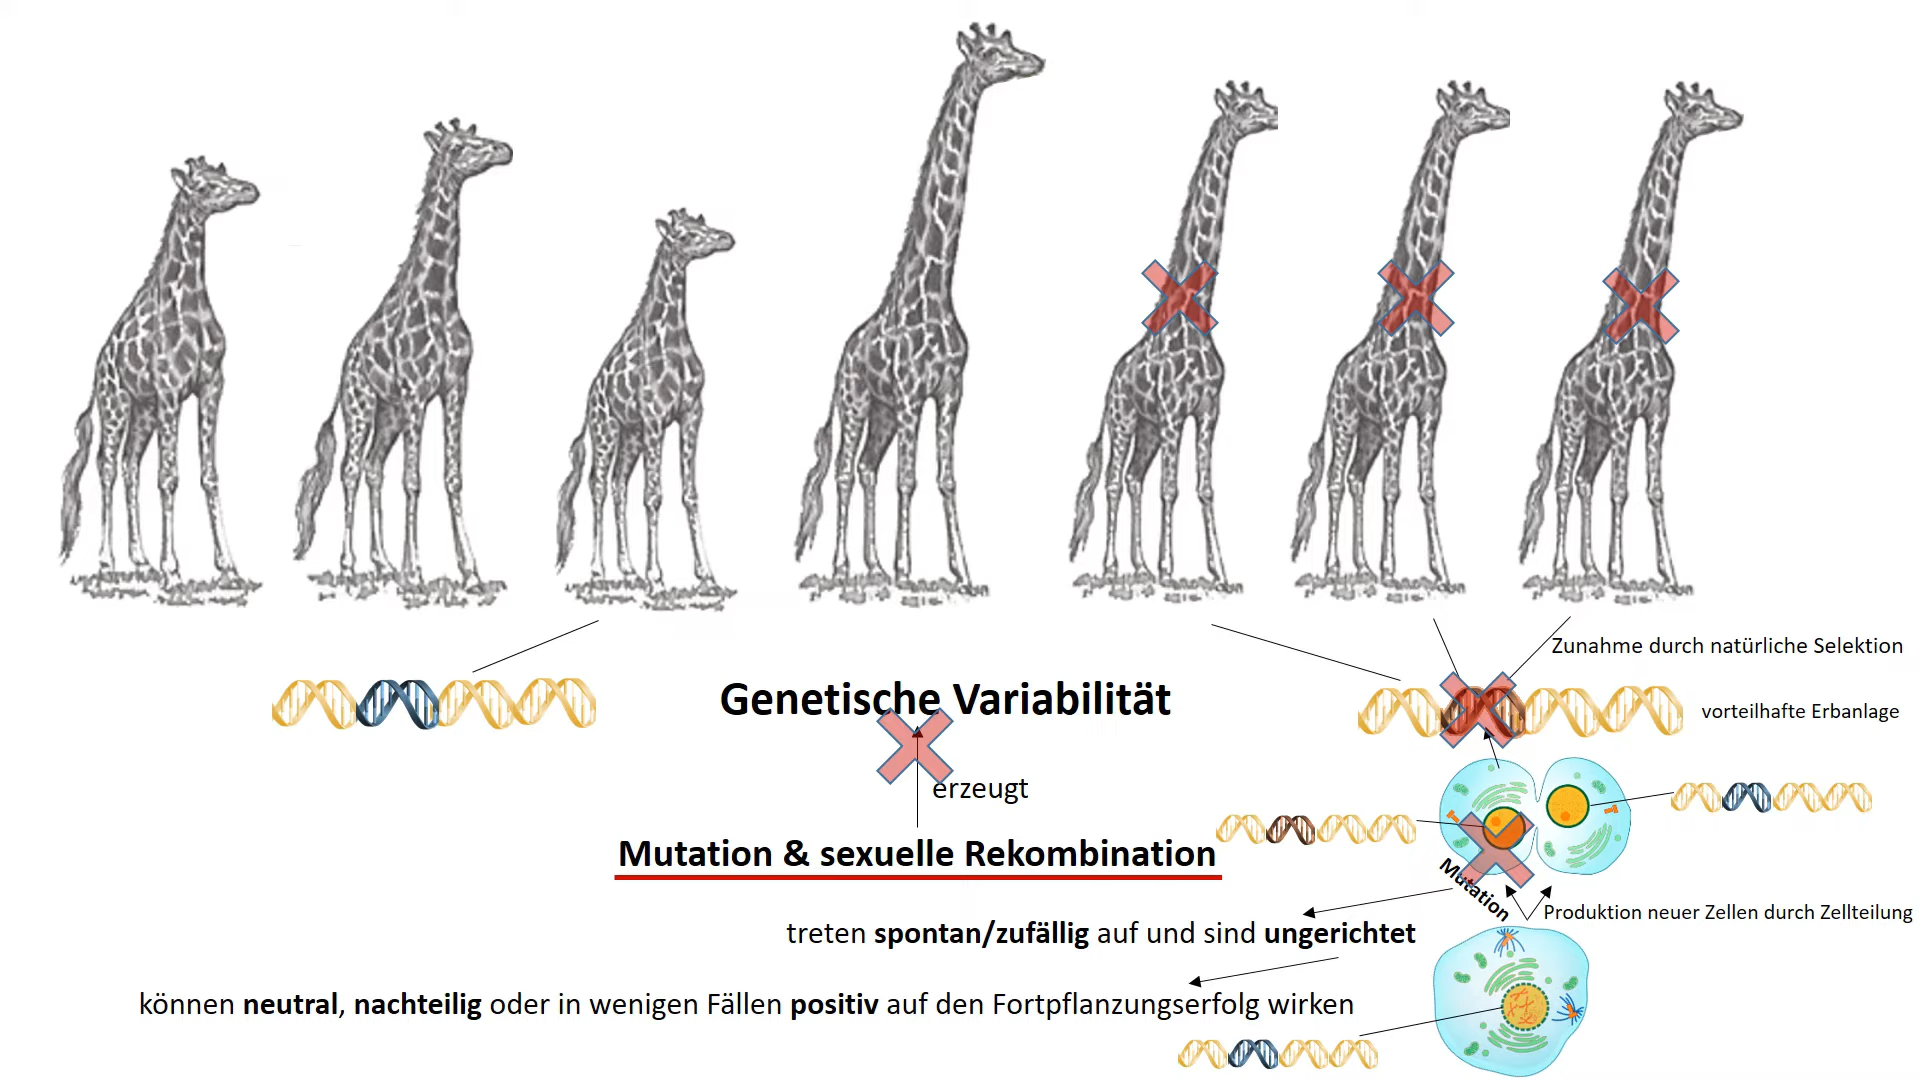 Zunahme durch natürliche Selektion
Genetische Variabilität
vorteilhafte Erbanlage
erzeugt
Mutation & sexuelle Rekombination
Mutation
Produktion neuer Zellen durch Zellteilung
treten spontan/zufällig auf und sind ungerichtet
können neutral, nachteilig oder in wenigen Fällen positiv auf den Fortpflanzungserfolg wirken